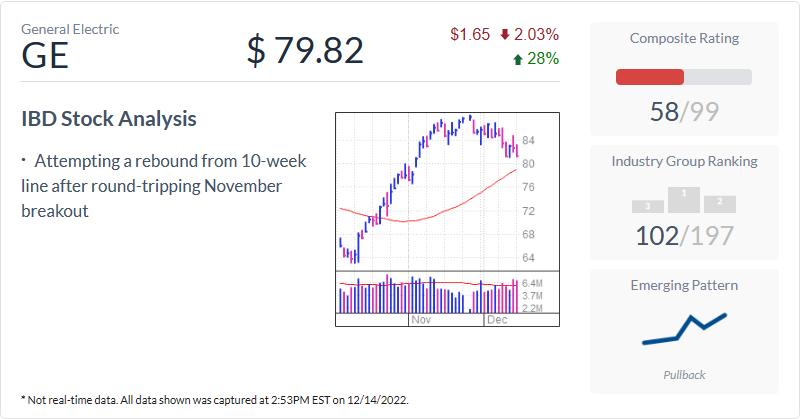 General Electric
GE
$ 79.82
$1.65 2.03%
28%
IBD Stock Analysis
· Attempting a rebound from 10-week
line after round-tripping November
breakout
84
80
76
72
68
64
6.4M
3.7M
2.2M
Nov Dec
Composite Rating
58/99
Industry Group Ranking
3 1 2
102/197
Emerging Pattern
Pullback
* Not real-time data. All data shown was captured at 2:53PM EST on 12/14/2022.